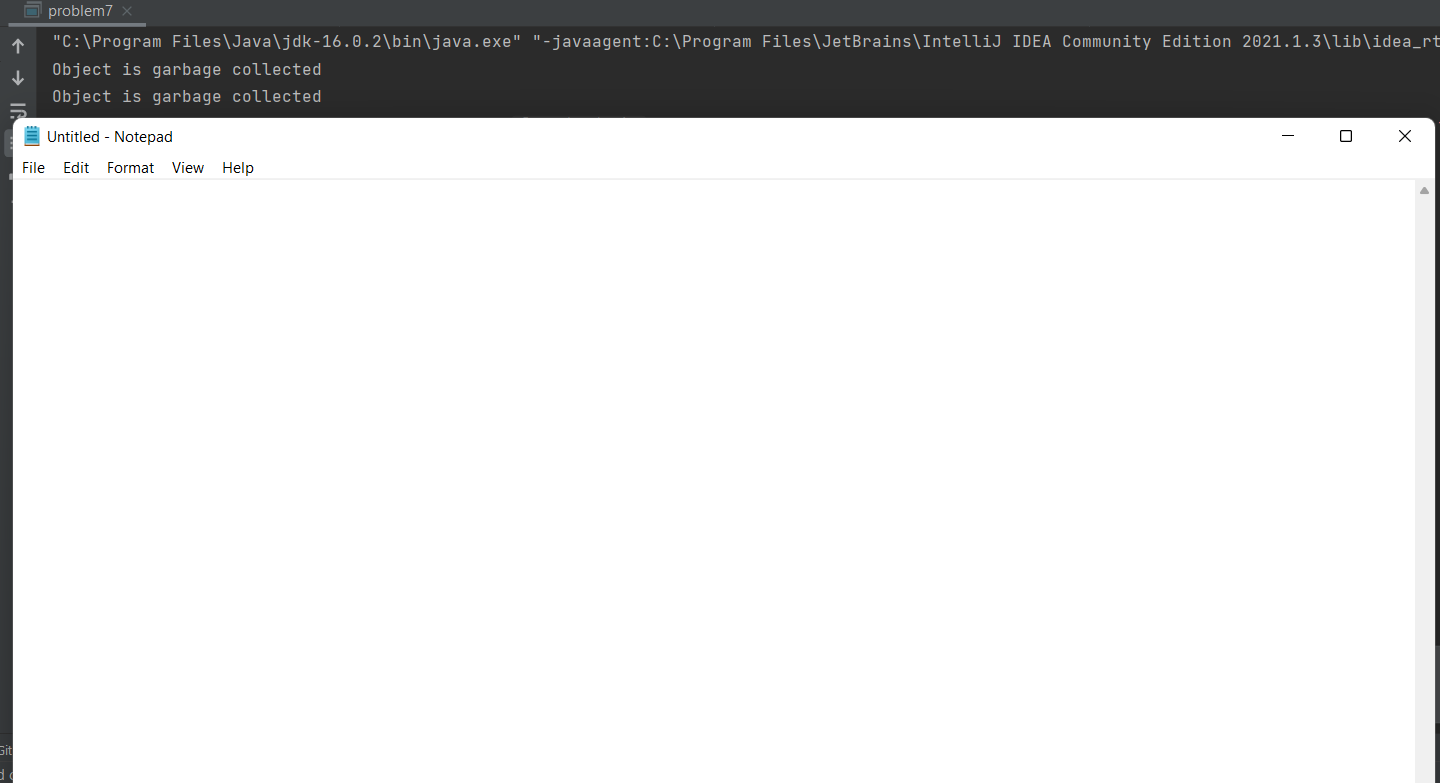 problem7
"C:\Program Files\Java\jdk-16.0.2\bin\java.exe" "-javaagent:C:\Program Files\JetBrains\IntelliJ IDEA Community Edition 2021.1.3\lib\idea_rt
Object is garbage collected
Object is garbage collected
Untitled - Notepad
File Edit Format View Help
Git